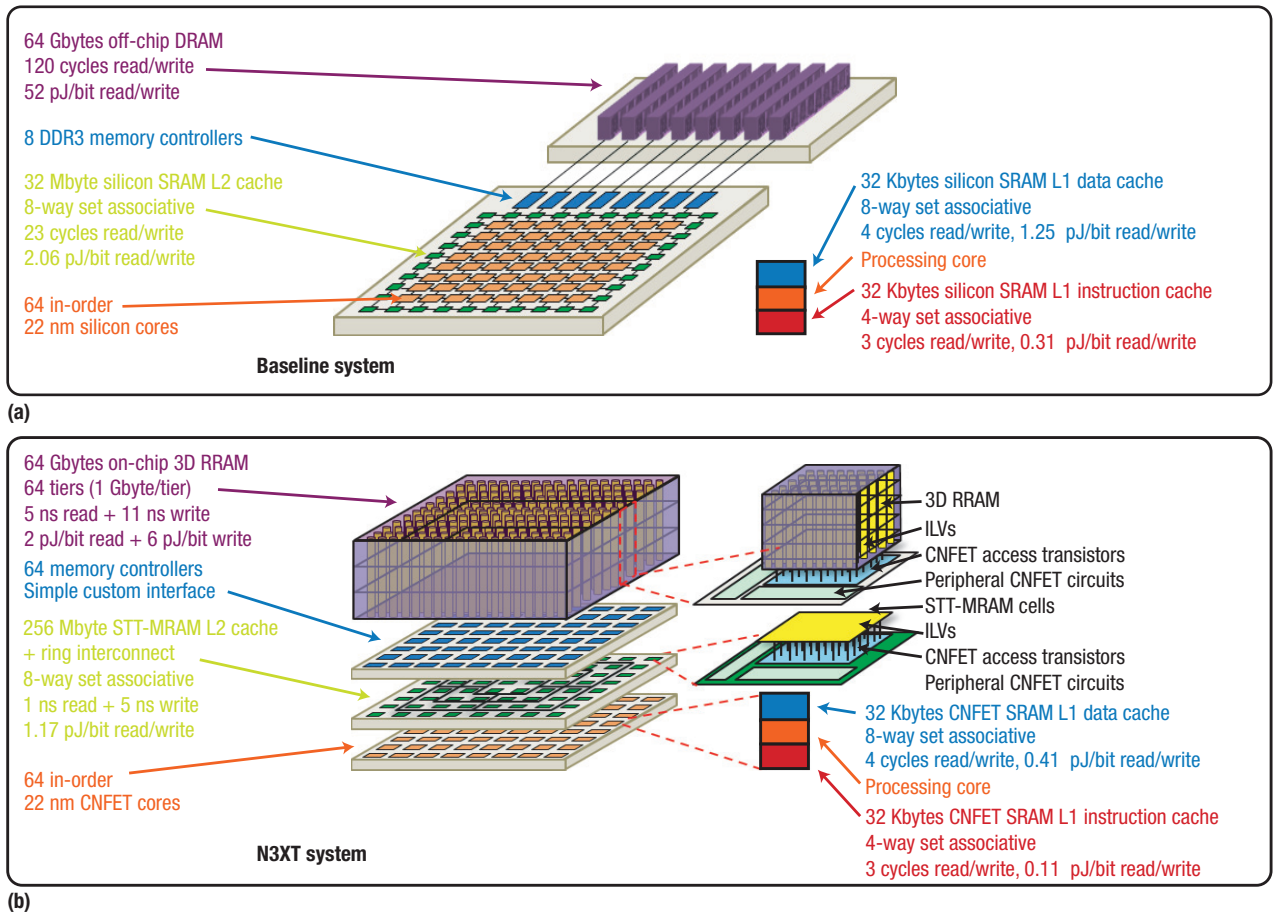 64 Gbytes off-chip DRAM
120 cycles read/write
52 pJ/bit read/write
8 DDR3 memory controllers
32 Mbyte silicon SRAM L2 cache
8-way set associative
23 cycles read/write
2.06 pJ/bit read/write
64 in-order
22 nm silicon cores
32 Kbytes silicon SRAM L1 data cache
8-way set associative
4 cycles read/write, 1.25 pJ/bit read/write
Processing core
32 Kbytes silicon SRAM L1 instruction cache
4-way set associative
3 cycles read/write, 0.31 pJ/bit read/write
Baseline system
(a)
64 Gbytes on-chip 3D RRAM
64 tiers (1 Gbyte/tier)
5 ns read + 11 ns write
2 pJ/bit read + 6 pJ/bit write
64 memory controllers
Simple custom interface
256 Mbyte STT-MRAM L2 cache
+ ring interconnect
8-way set associative
1 ns read + 5 ns write
1.17 pJ/bit read/write
64 in-order
22 nm CNFET cores
3D RRAM
ILVs
CNFET access transistors
Peripheral CNFET circuits
STT-MRAM cells
ILVs
CNFET access transistors
Peripheral CNFET circuits
32 Kbytes CNFET SRAM L1 data cache
8-way set associative
4 cycles read/write, 0.41 pJ/bit read/write
Processing core
32 Kbytes CNFET SRAM L1 instruction cache
4-way set associative
3 cycles read/write, 0.11 pJ/bit read/write
N3XT system
(b)